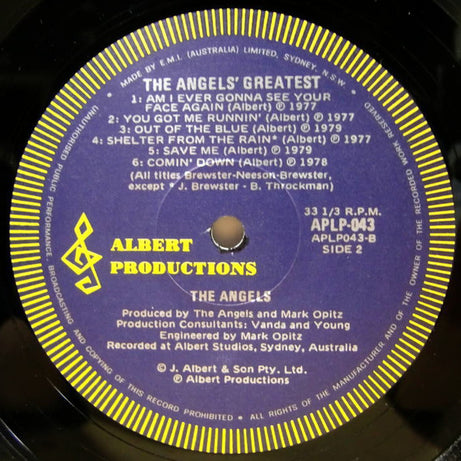 MADE BY E.M.I. (AUSTRALIA) LIMITED, SYDNEY, N.S.W.
THE ANGELS' GREATEST
1: AM I EVER GONNA SEE YOUR
FACE AGAIN (Albert) ℗ 1977
2: YOU GOT ME RUNNIN' (Albert) ℗ 1977
3: OUT OF THE BLUE (Albert) ℗ 1979
4: SHELTER FROM THE RAIN* (Albert) ℗ 1977
5: SAVE ME (Albert) ℗ 1979
6: COMIN' DOWN (Albert) ℗ 1978
(All titles Brewster-Neeson-Brewster,
except * J. Brewster - B. Throckman)
33 1/3 R.P.M.
APLP-043
APLP043-B
SIDE 2
ALBERT
PRODUCTIONS
THE ANGELS
Produced by The Angels and Mark Opitz
Production Consultants: Vanda and Young
Engineered by Mark Opitz
Recorded at Albert Studios, Sydney, Australia
© J. Albert & Son Pty. Ltd.
℗ Albert Productions
UNAUTHORISED PUBLIC PERFORMANCE, BROADCASTING AND COPYING OF THIS RECORD PROHIBITED • ALL RIGHTS OF THE MANUFACTURER AND OF THE OWNER OF THE RECORDED WORK RESERVED